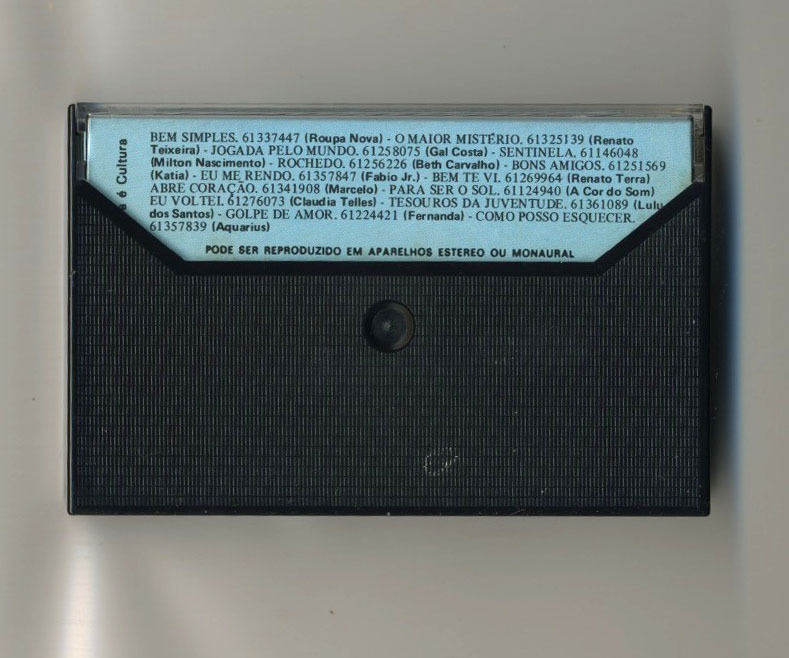 BEM SIMPLES. 61337447 (Roupa Nova) - O MAIOR MISTÉRIO. 61325139 (Renato
Teixeira) - JOGADA PELO MUNDO. 61258075 (Gal Costa) - SENTINELA. 61146048
(Milton Nascimento) - ROCHEDO. 61256226 (Beth Carvalho) - BONS AMIGOS. 61251569
(Katia) - EU ME RENDO. 61357847 (Fabio Jr.) - BEM TE VI. 61269964 (Renato Terra)
ABRE CORAÇÃO. 61341908 (Marcelo) - PARA SER O SOL. 61124940 (A Cor do Som)
EU VOLTEI. 61276073 (Claudia Telles) - TESOUROS DA JUVENTUDE. 61361089 (Lulu
dos Santos) - GOLPE DE AMOR. 61224421 (Fernanda) - COMO POSSO ESQUECER.
61357839 (Aquarius)
PODE SER REPRODUZIDO EM APARELHOS ESTEREO OU MONAURAL
é Cultura